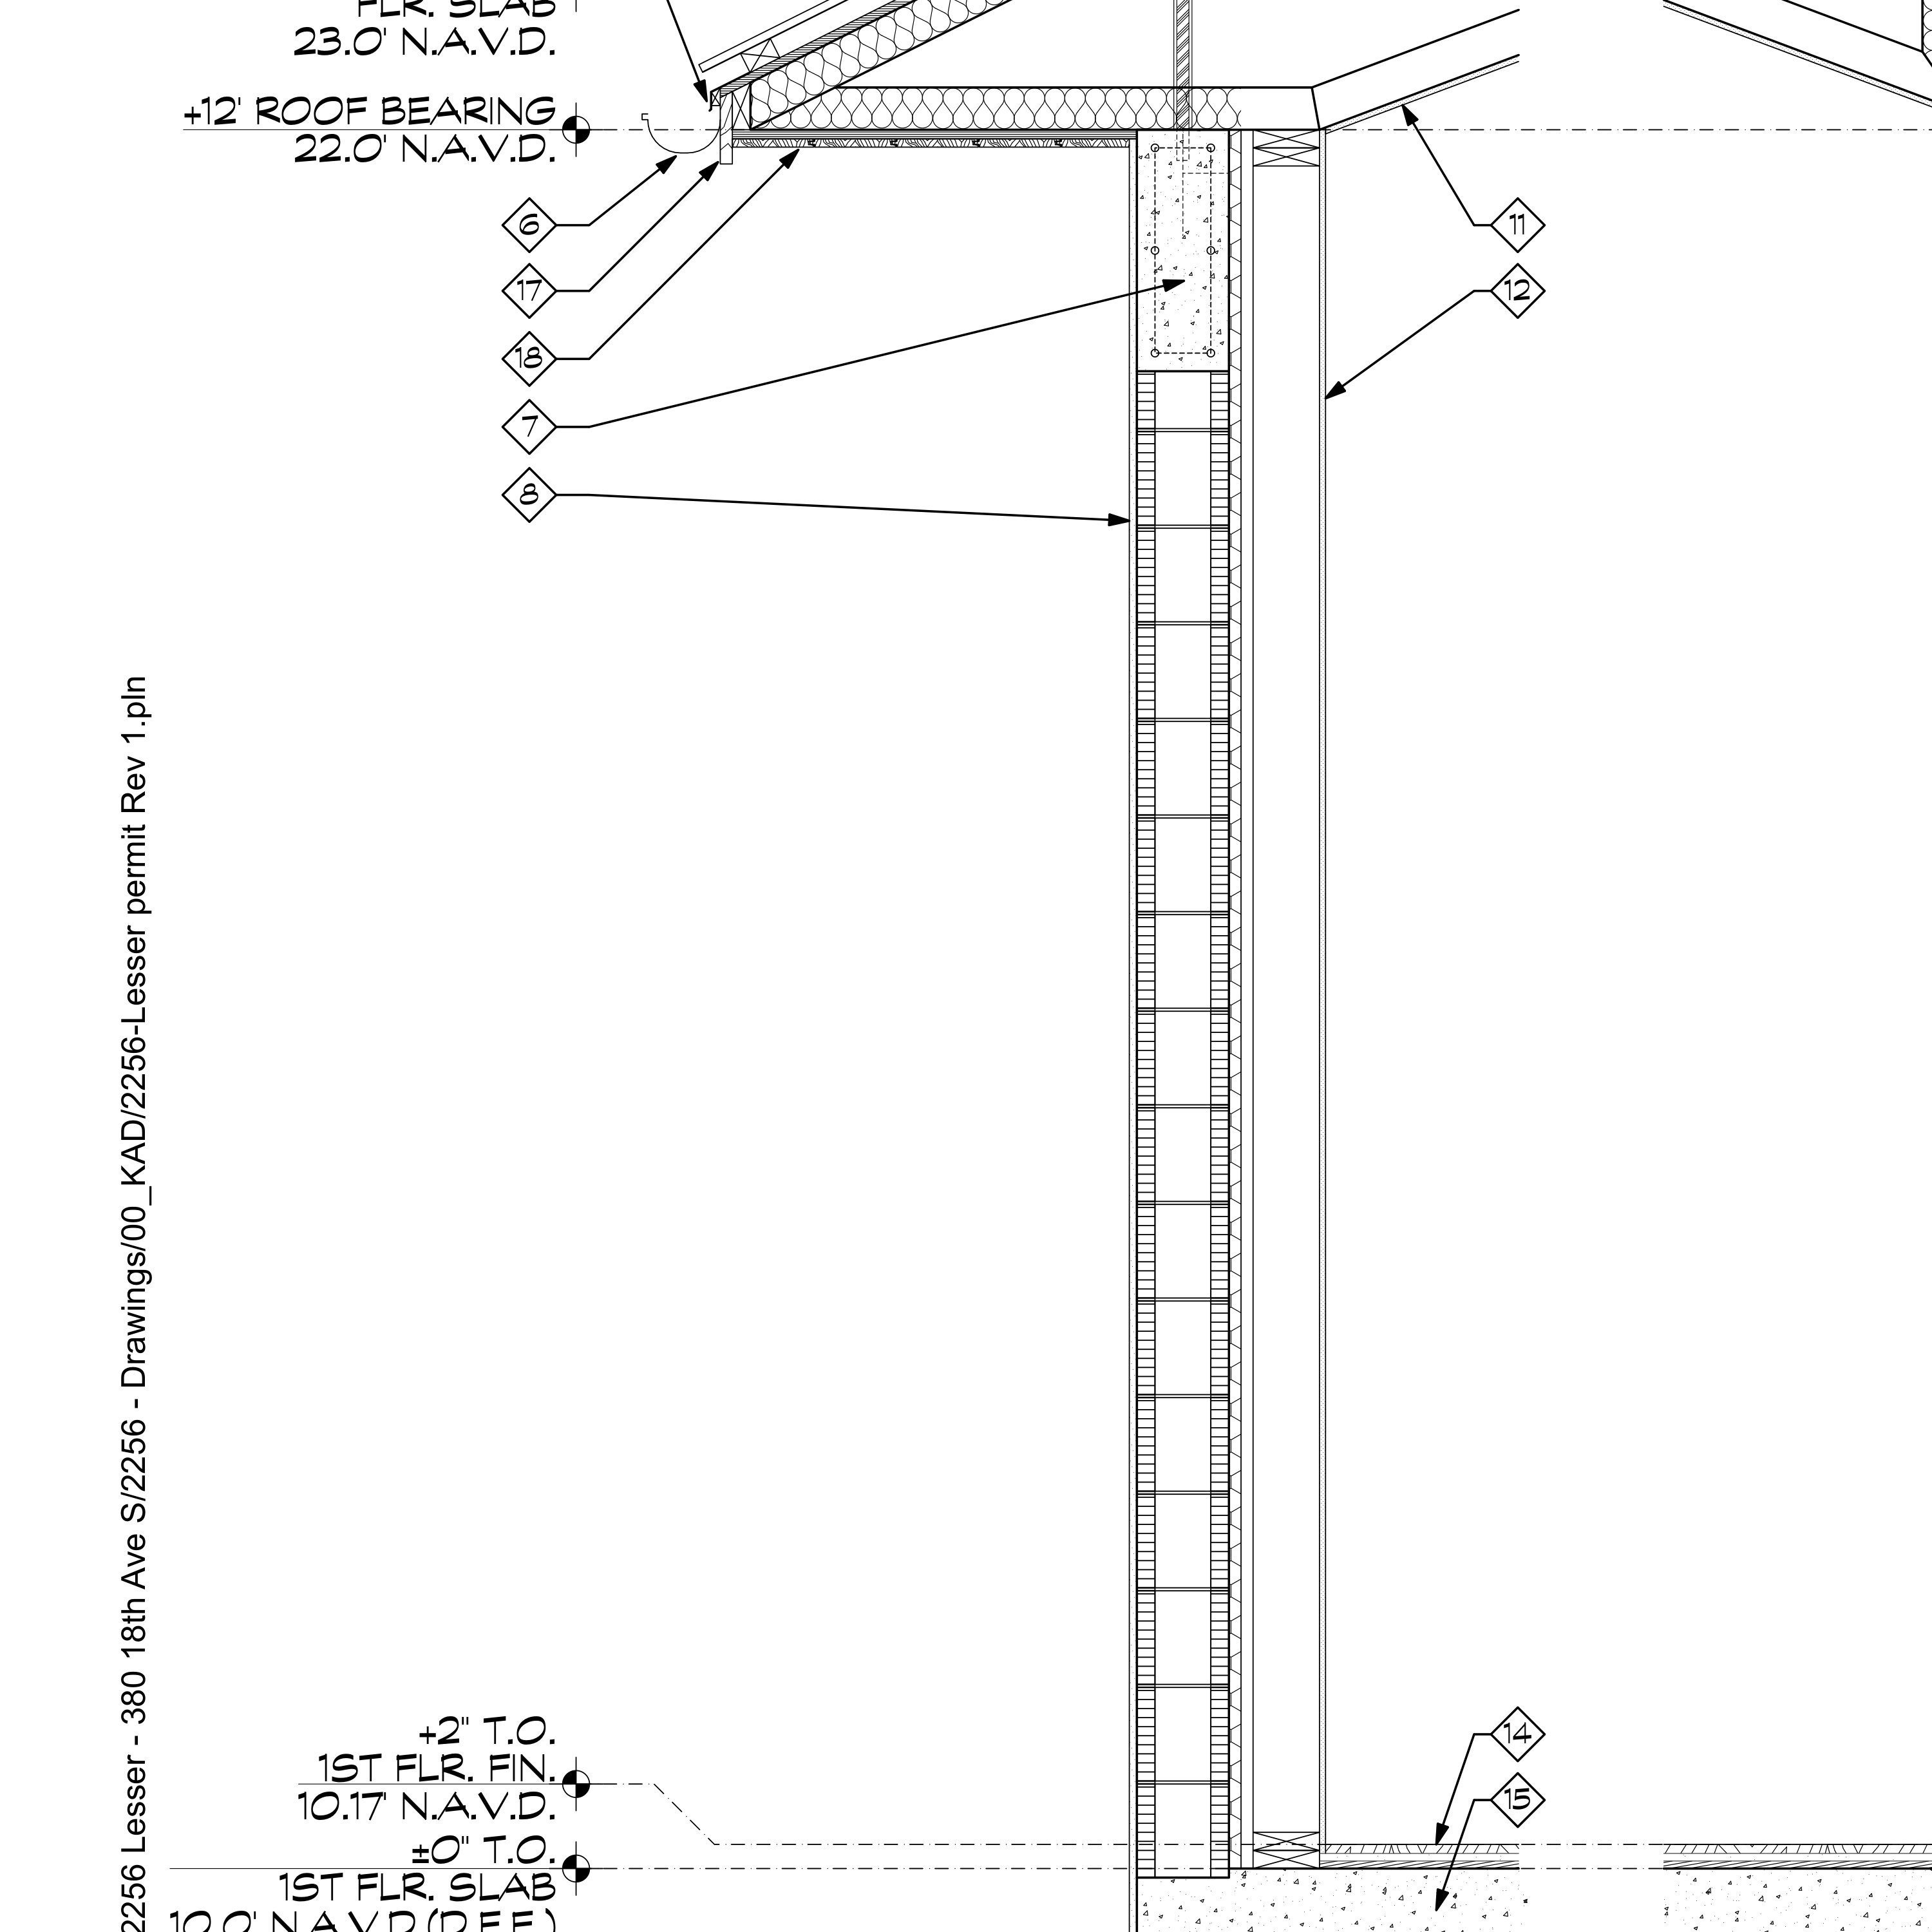 FLR. SLAB
23.0' N.A.V.D.
+12' ROOF BEARING
22.0' N.A.V.D.
6
17
18
7
8
11
12
2256 Lesser - 380 18th Ave S/2256 - Drawings/00_KAD/2256-Lesser permit Rev 1.pln
+2" T.O.
1ST FLR. FIN.
10.17' N.A.V.D.
±0" T.O.
1ST FLR. SLAB
10.0' N.A.V.D.(D.F.E.)
14
15